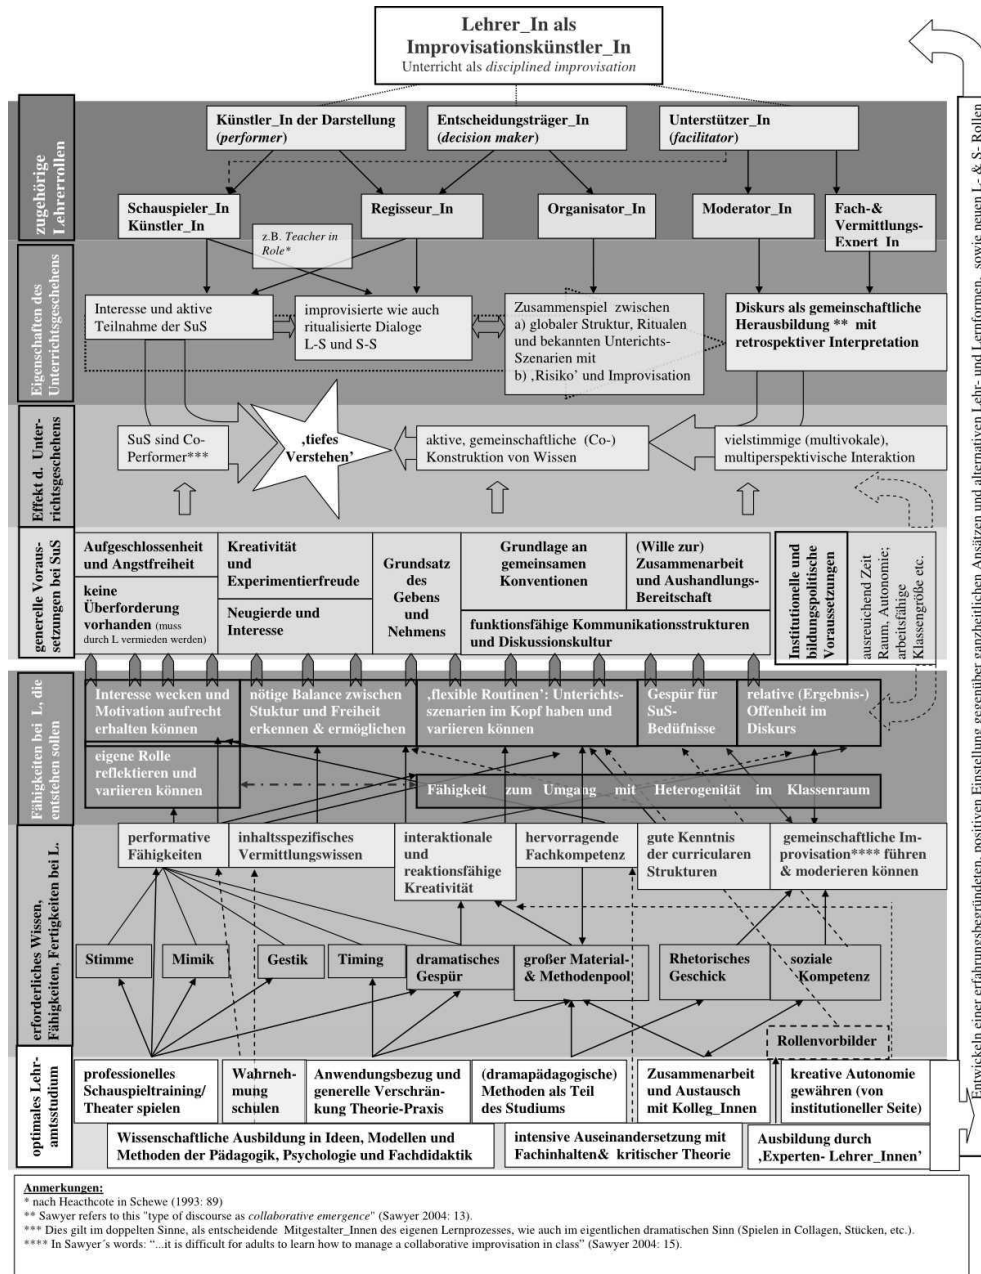 Lehrer_In als
Improvisationskünstler_In
Unterricht als disciplined improvisation
zugehörige
Lehrerrollen
Künstler_In der Darstellung
(performer)
Entscheidungsträger_In
(decision maker)
Unterstützer_In
(facilitator)
Schauspieler_In
Künstler_In
Regisseur_In
Organisator_In
Moderator_In
Fach-&
Vermittlungs-
Expert_In
z.B. Teacher in
Role*
Eigenschaften des
Unterrichtsgeschehens
Interesse und aktive
Teilnahme der SuS
improvisierte wie auch
ritualisierte Dialoge
L-S und S-S
Zusammenspiel zwischen
a) globaler Struktur, Ritualen
und bekannten Unterichts-
Szenarien mit
b) ‚Risiko’ und Improvisation
Diskurs als gemeinschaftliche
Herausbildung ** mit
retrospektiver Interpretation
Effekt d. Unter-
richtsgeschehens
SuS sind Co-
Performer***
‚tiefes
Verstehen’
aktive, gemeinschaftliche (Co-)
Konstruktion von Wissen
vielstimmige (multivokale),
multiperspektivische Interaktion
generelle Voraus-
setzungen bei SuS
Aufgeschlossenheit
und Angstfreiheit
keine
Überforderung
vorhanden (muss
durch L vermieden werden)
Kreativität
und
Experimentierfreude
Neugierde und
Interesse
Grundsatz
des
Gebens
und
Nehmens
Grundlage an
gemeinsamen
Konventionen
(Wille zur)
Zusammenarbeit
und Aushandlungs-
Bereitschaft
funktionsfähige Kommunikationsstrukturen
und Diskussionskultur
Institutionelle und
bildungspolitische
Voraussetzungen
ausreuichend Zeit
Raum, Autonomie;
arbeitsfähige
Klassengröße etc.
Fähigkeiten bei L, die
entstehen sollen
Interesse wecken und
Motivation aufrecht
erhalten können
nötige Balance zwischen
Stuktur und Freiheit
erkennen & ermöglichen
‚flexible Routinen’: Unterichts-
szenarien im Kopf haben und
variieren können
Gespür für
SuS-
Bedüfnisse
relative (Ergebnis-)
Offenheit im
Diskurs
eigene Rolle
reflektieren und
variieren können
Fähigkeit zum Umgang mit Heterogenität im Klassenraum
erforderliches Wissen,
Fähigkeiten, Fertigkeiten bei L.
performative
Fähigkeiten
inhaltsspezifisches
Vermittlungswissen
interaktionale
und
reaktionsfähige
Kreativität
hervorragende
Fachkompetenz
gute Kenntnis
der curricularen
Strukturen
gemeinschaftliche Im-
provisation**** führen
& moderieren können
Stimme
Mimik
Gestik
Timing
dramatisches
Gespür
großer Material-
& Methodenpool
Rhetorisches
Geschick
soziale
Kompetenz
Rollenvorbilder
optimales Lehr-
amtsstudium
professionelles
Schauspieltraining/
Theater spielen
Wahrneh-
mung
schulen
Anwendungsbezug und
generelle Verschrän-
kung Theorie-Praxis
(dramapädagogische)
Methoden als Teil
des Studiums
Zusammenarbeit
und Austausch
mit Kolleg_Innen
kreative Autonomie
gewähren (von
institutioneller Seite)
Wissenschaftliche Ausbildung in Ideen, Modellen und
Methoden der Pädagogik, Psychologie und Fachdidaktik
intensive Auseinandersetzung mit
Fachinhalten& kritischer Theorie
Ausbildung durch
‚Experten- Lehrer_Innen’
Entwickeln einer erfahrungsbegründeten, positiven Einstellung gegenüber ganzheitlichen Ansätzen und alternativen Lehr- und Lernformen, sowie neuen L- & S- Rollen
Anmerkungen:
* nach Heacthcote in Schewe (1993: 89)
** Sawyer refers to this "type of discourse as collaborative emergence" (Sawyer 2004: 13).
*** Dies gilt im doppelten Sinne, als entscheidende Mitgestalter_Innen des eigenen Lernprozesses, wie auch im eigentlichen dramatischen Sinn (Spielen in Collagen, Stücken, etc.).
**** In Sawyer´s words: “...it is difficult for adults to learn how to manage a collaborative improvisation in class” (Sawyer 2004: 15).